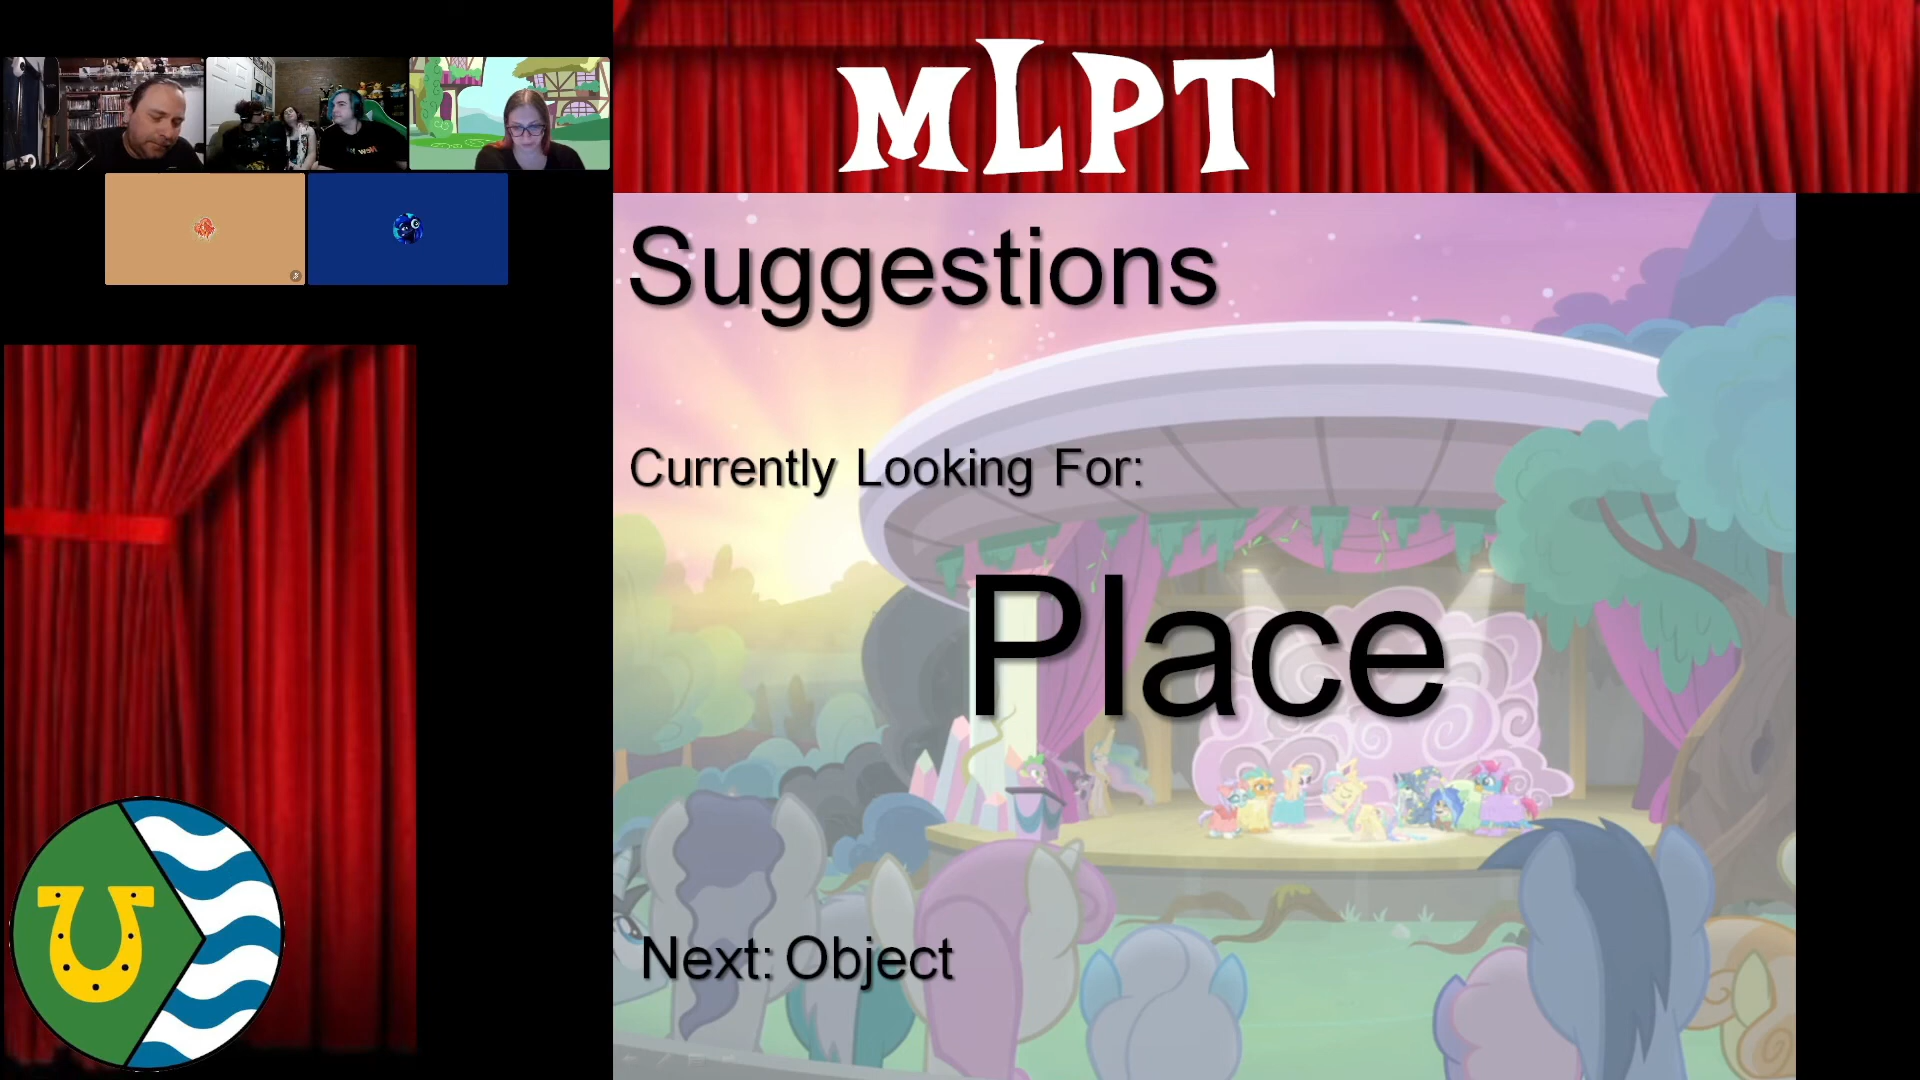 MLPT
Suggestions
Currently Looking For:
Place
Next: Object